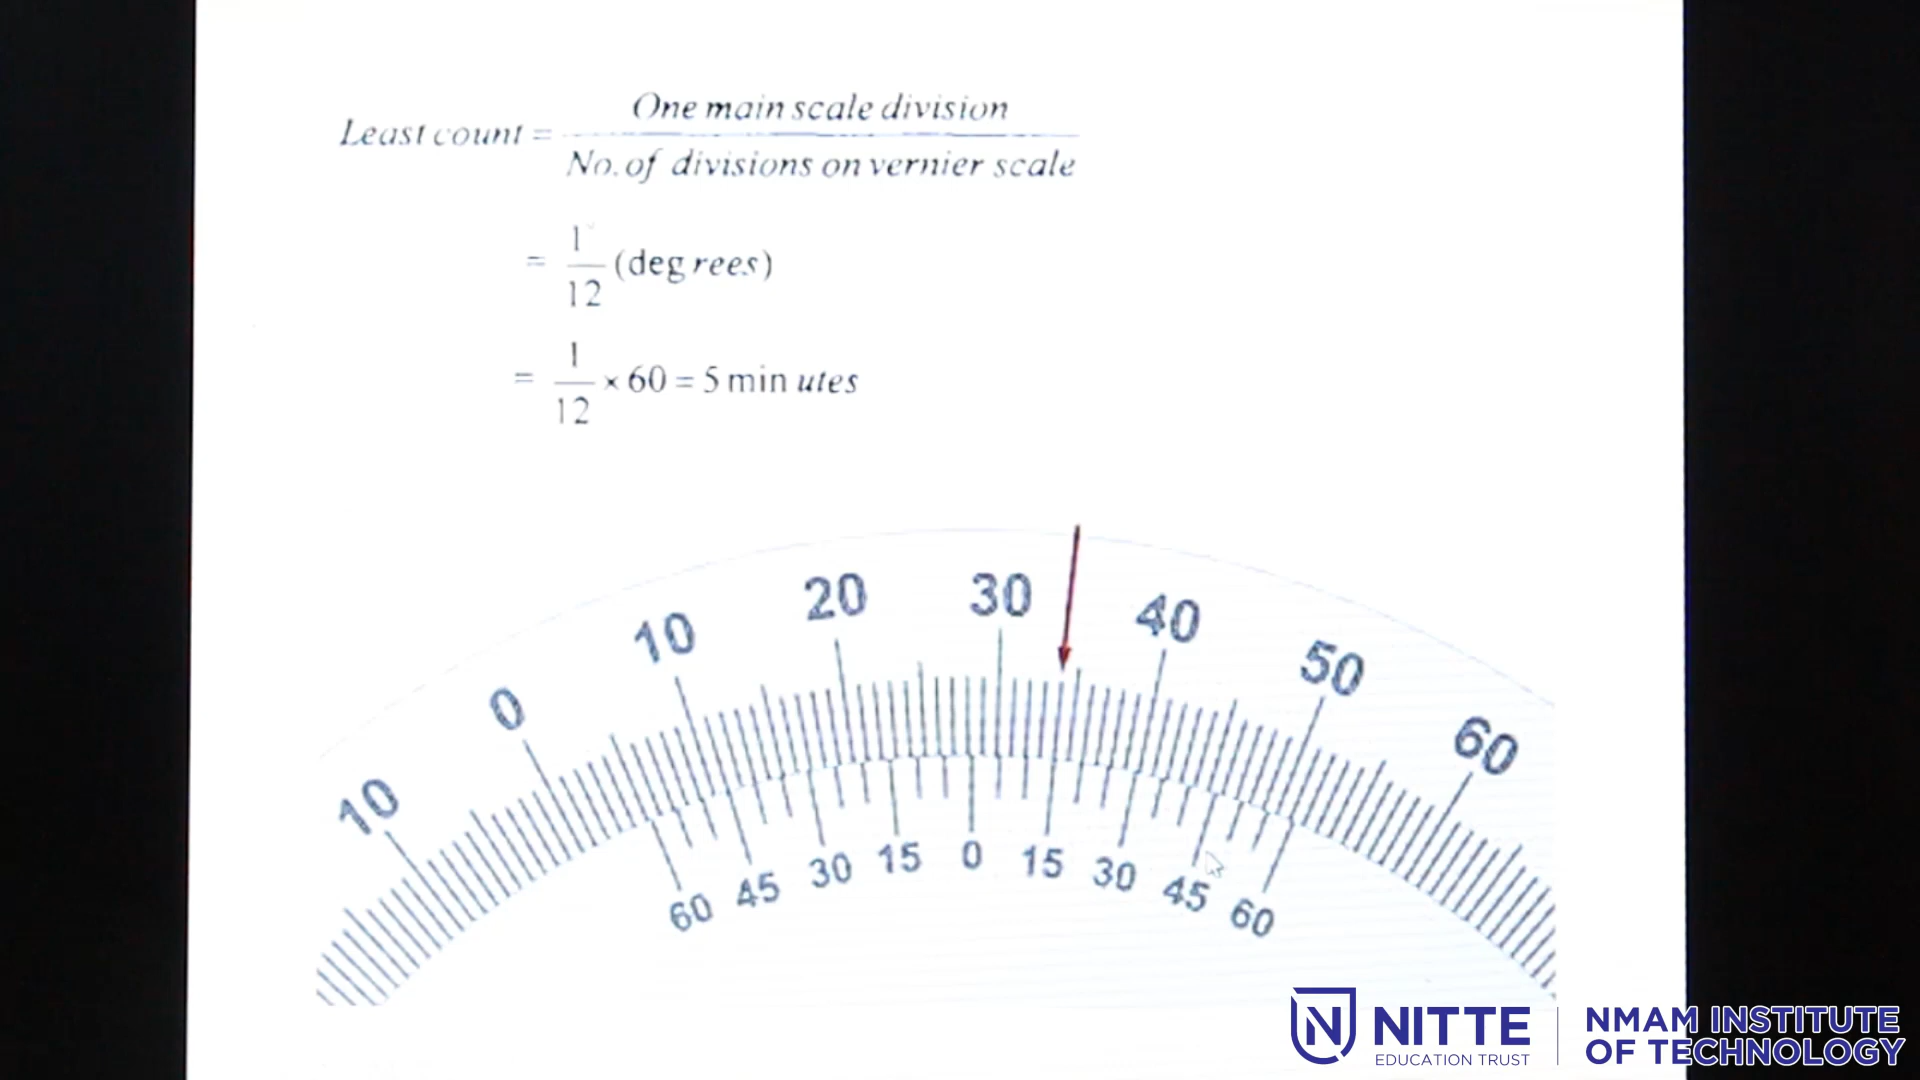 Least count = One main scale division / No. of divisions on vernier scale
= 1° / 12 (degrees)
= 1 / 12 × 60 = 5 minutes
10 0 10 20 30 40 50 60
60 45 30 15 0 15 30 45 60
NITTE
EDUCATION TRUST
NMAM INSTITUTE
OF TECHNOLOGY